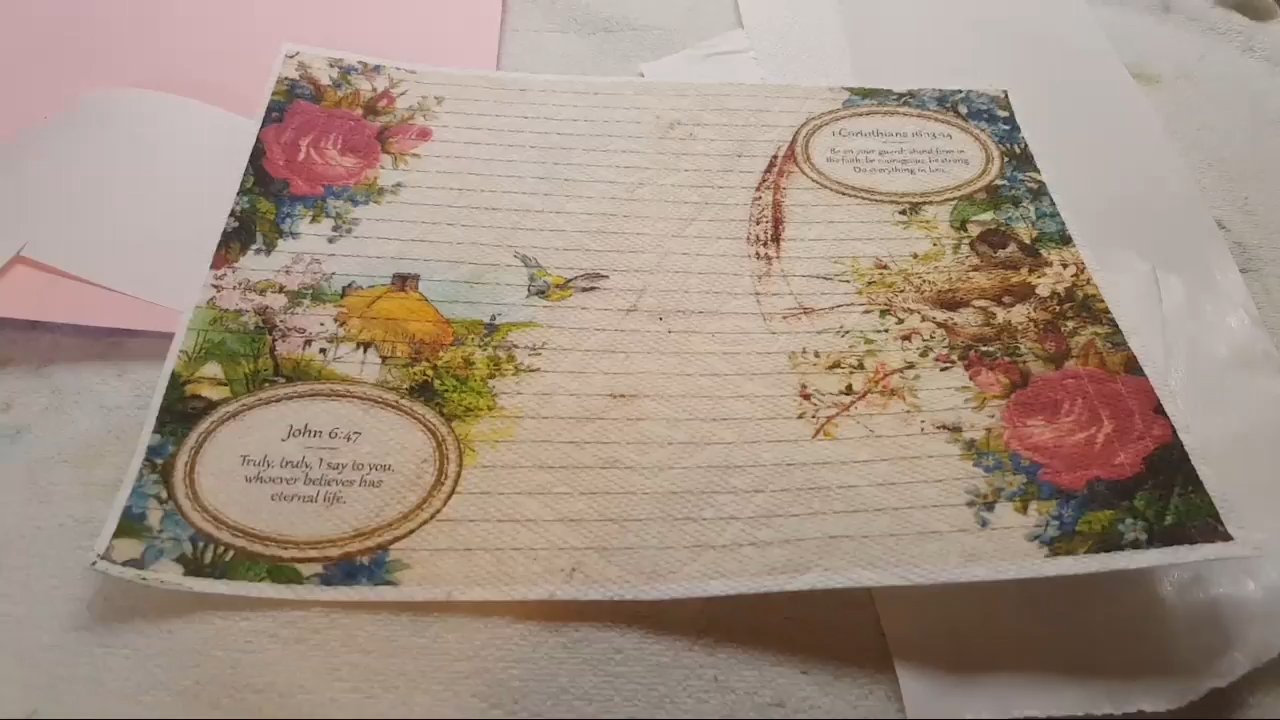 John 6:47
Truly, truly, I say to you,
whoever believes has
eternal life.
1 Corinthians 16:13-14
Be on your guard; stand firm in
the faith; be courageous; be strong.
Do everything in love.